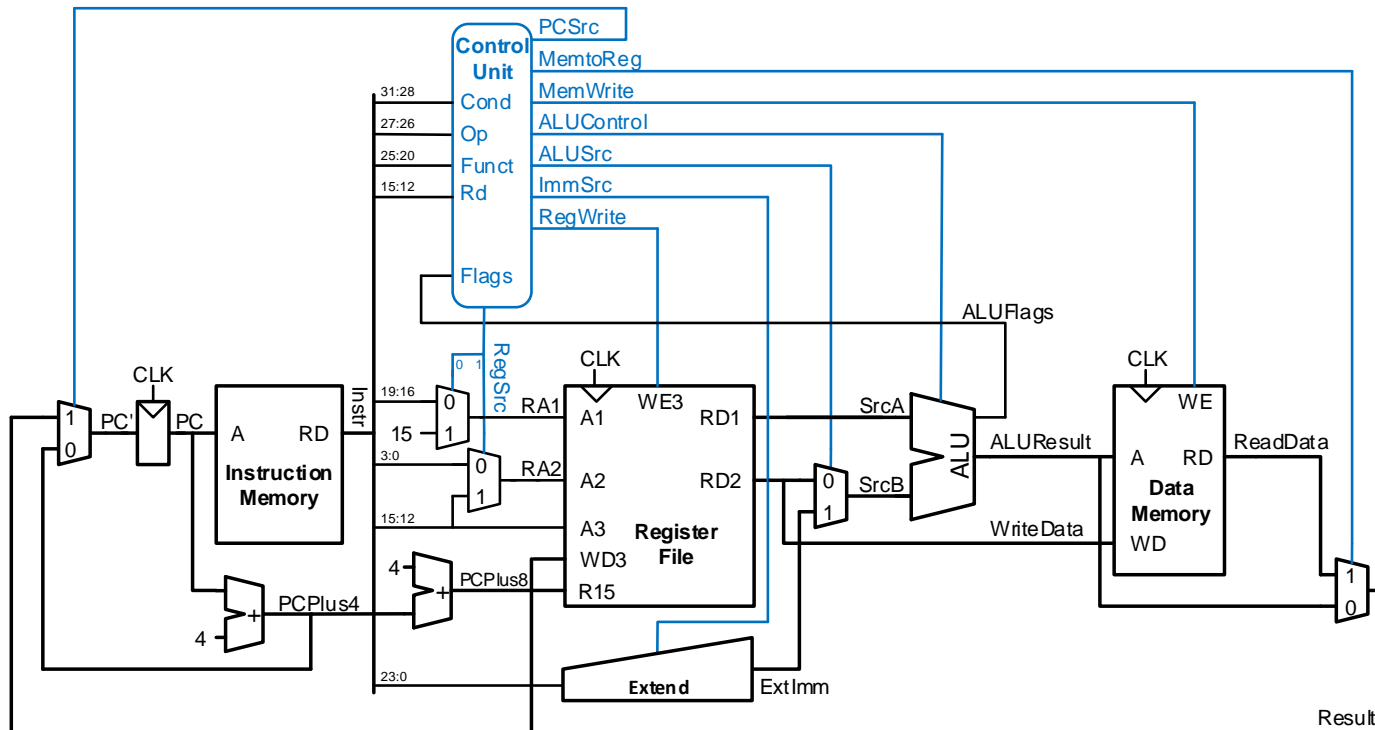 PCSrc
Control
Unit
MemtoReg
MemWrite
31:28
Cond
27:26
Op
ALUControl
25:20
Funct
ALUSrc
15:12
Rd
ImmSrc
RegWrite
Flags
ALUFlags
RegSrc
0 1
CLK
CLK
CLK
Instr
19:16
0
1
15
RA1
A1
WE3
RD1
SrcA
ALU
WE
1
0
PC'
PC
A
RD
Instruction
Memory
3:0
0
1
RA2
A2
RD2
0
1
SrcB
ALUResult
A
RD
ReadData
Data
Memory
15:12
A3
Register
File
WriteData
WD
WD3
4
+
PCPlus8
R15
1
0
4
+
PCPlus4
23:0
Extend
ExtImm
Result